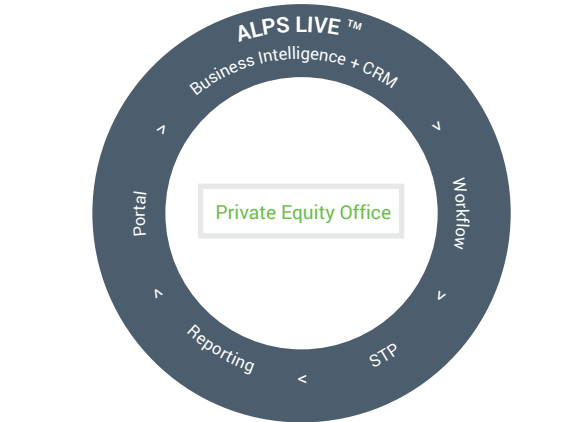 ALPS LIVE ™
Business Intelligence + CRM
>
Workflow
>
STP
<
Reporting
<
Portal
>
Private Equity Office